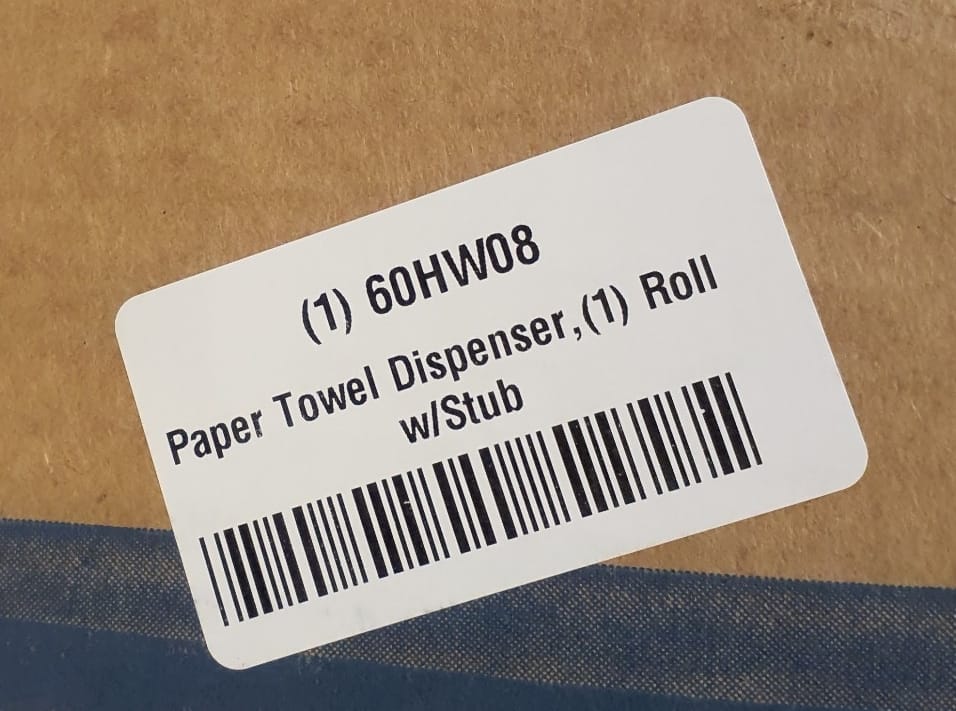 (1) 60HW08
Paper Towel Dispenser,(1) Roll
w/Stub